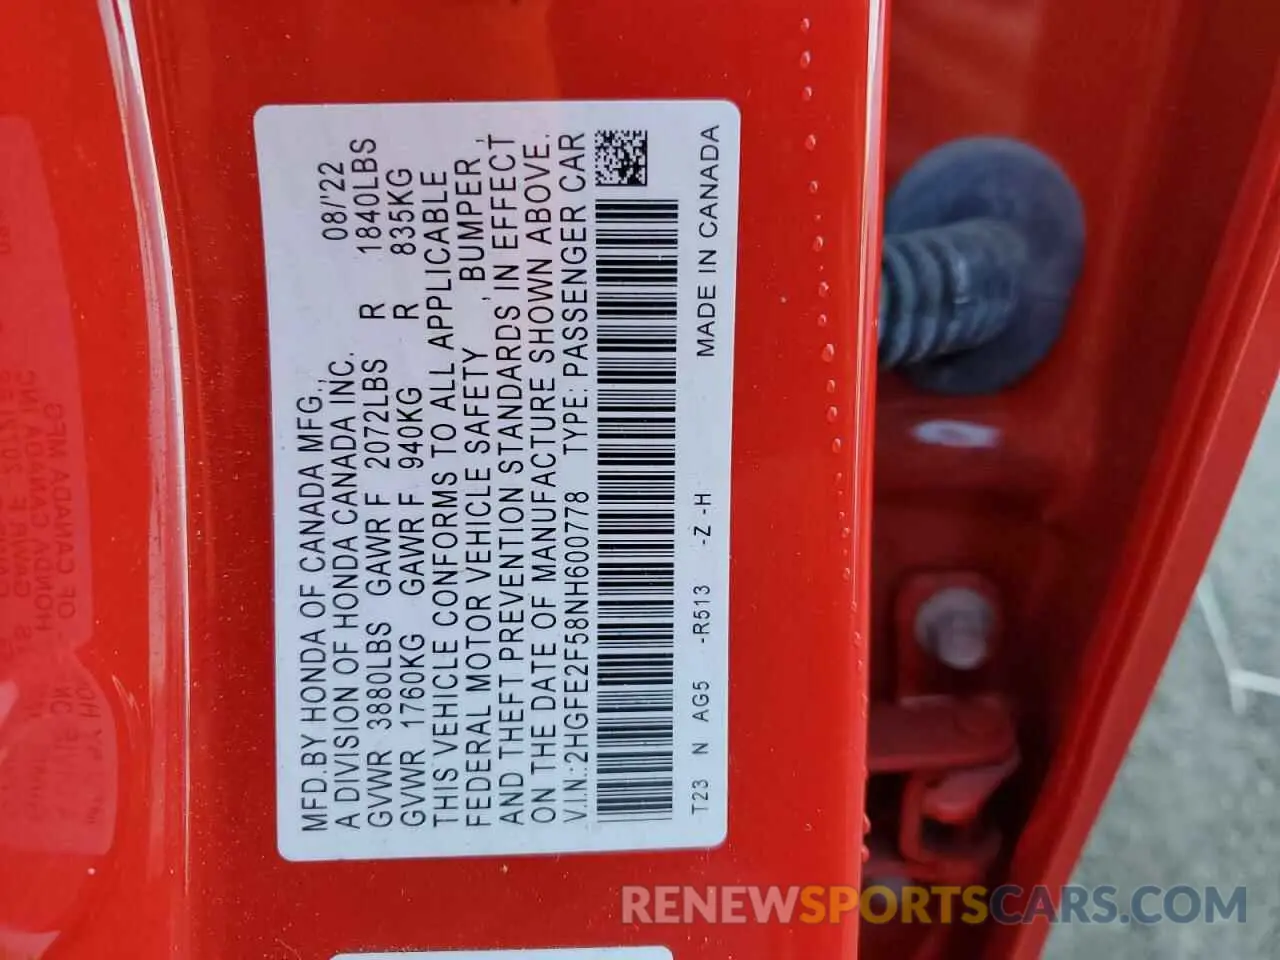 MFD.BY HONDA OF CANADA MFG., 08/'22
A DIVISION OF HONDA CANADA INC.
GVWR 3880LBS GAWR F 2072LBS R 1840LBS
GVWR 1760KG GAWR F 940KG R 835KG
THIS VEHICLE CONFORMS TO ALL APPLICABLE
FEDERAL MOTOR VEHICLE SAFETY , BUMPER ,
AND THEFT PREVENTION STANDARDS IN EFFECT
ON THE DATE OF MANUFACTURE SHOWN ABOVE.
V.I.N.:2HGFE2F58NH600778 TYPE: PASSENGER CAR
T23 N AG5 -R513 -Z -H MADE IN CANADA
RENEWSPORTSCARS.COM